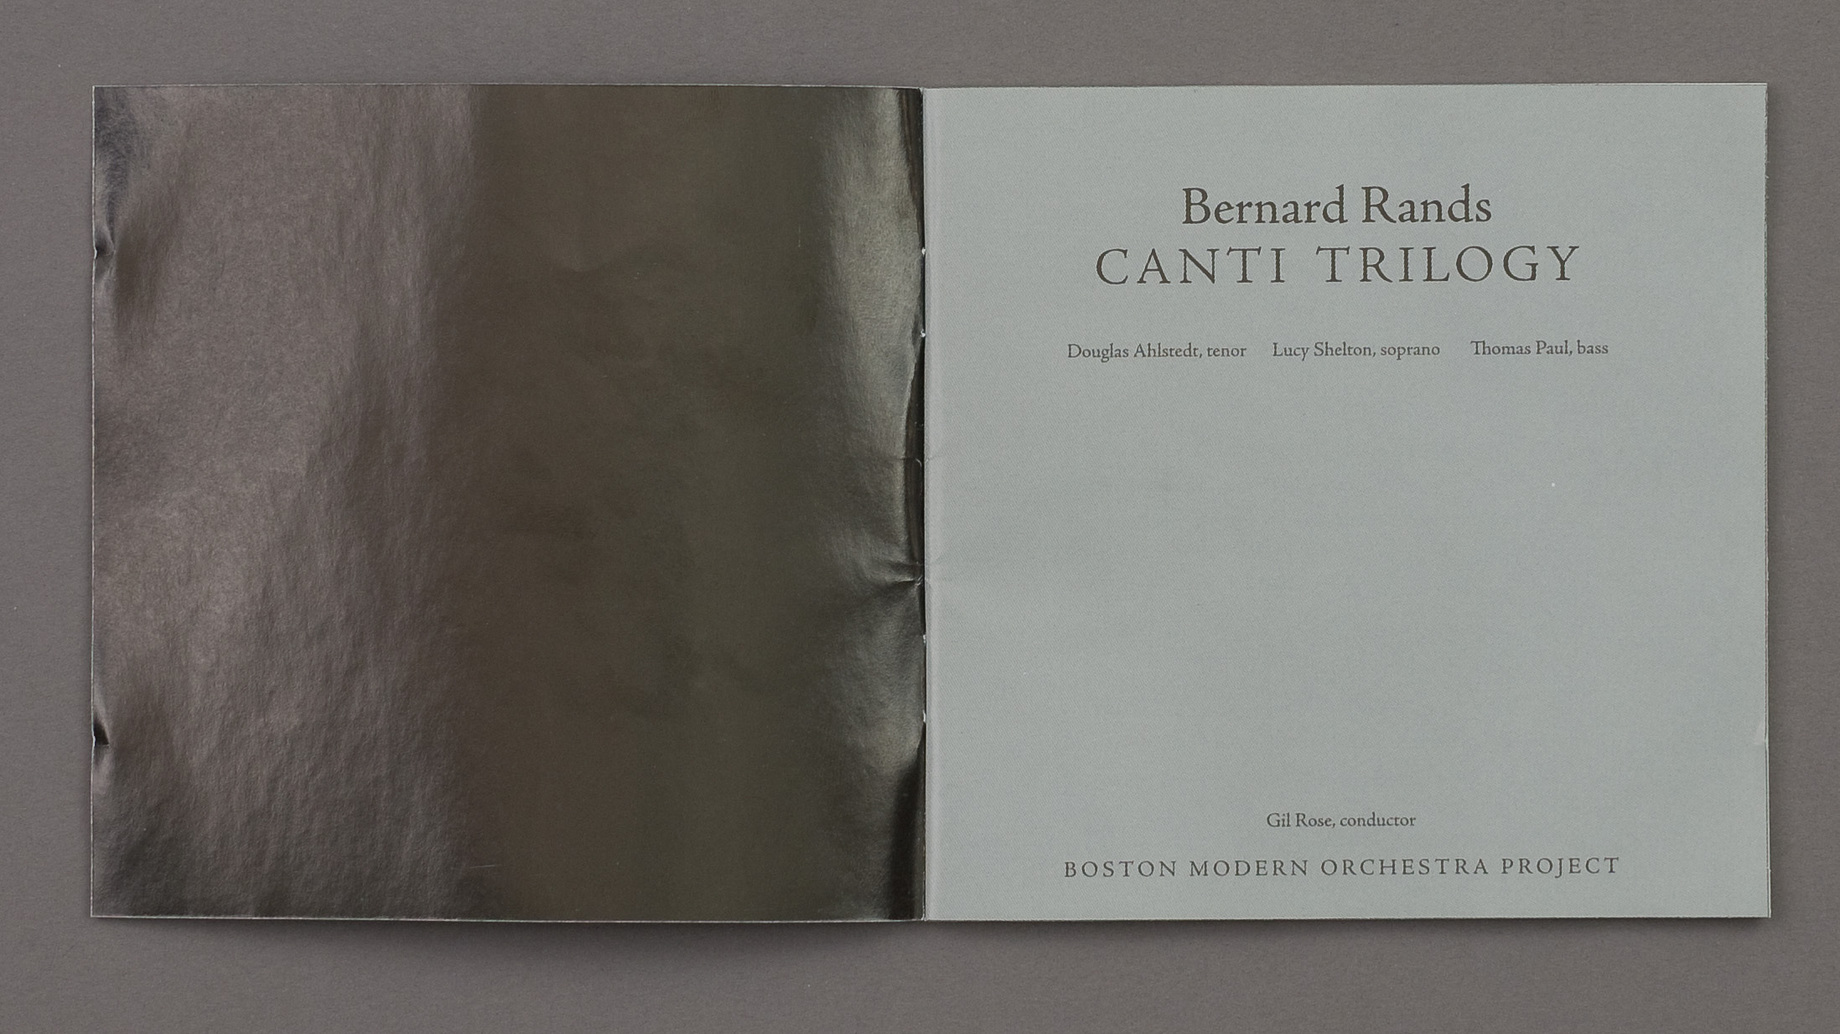 Bernard Rands
CANTI TRILOGY
Douglas Ahlstedt, tenor Lucy Shelton, soprano Thomas Paul, bass
Gil Rose, conductor
BOSTON MODERN ORCHESTRA PROJECT